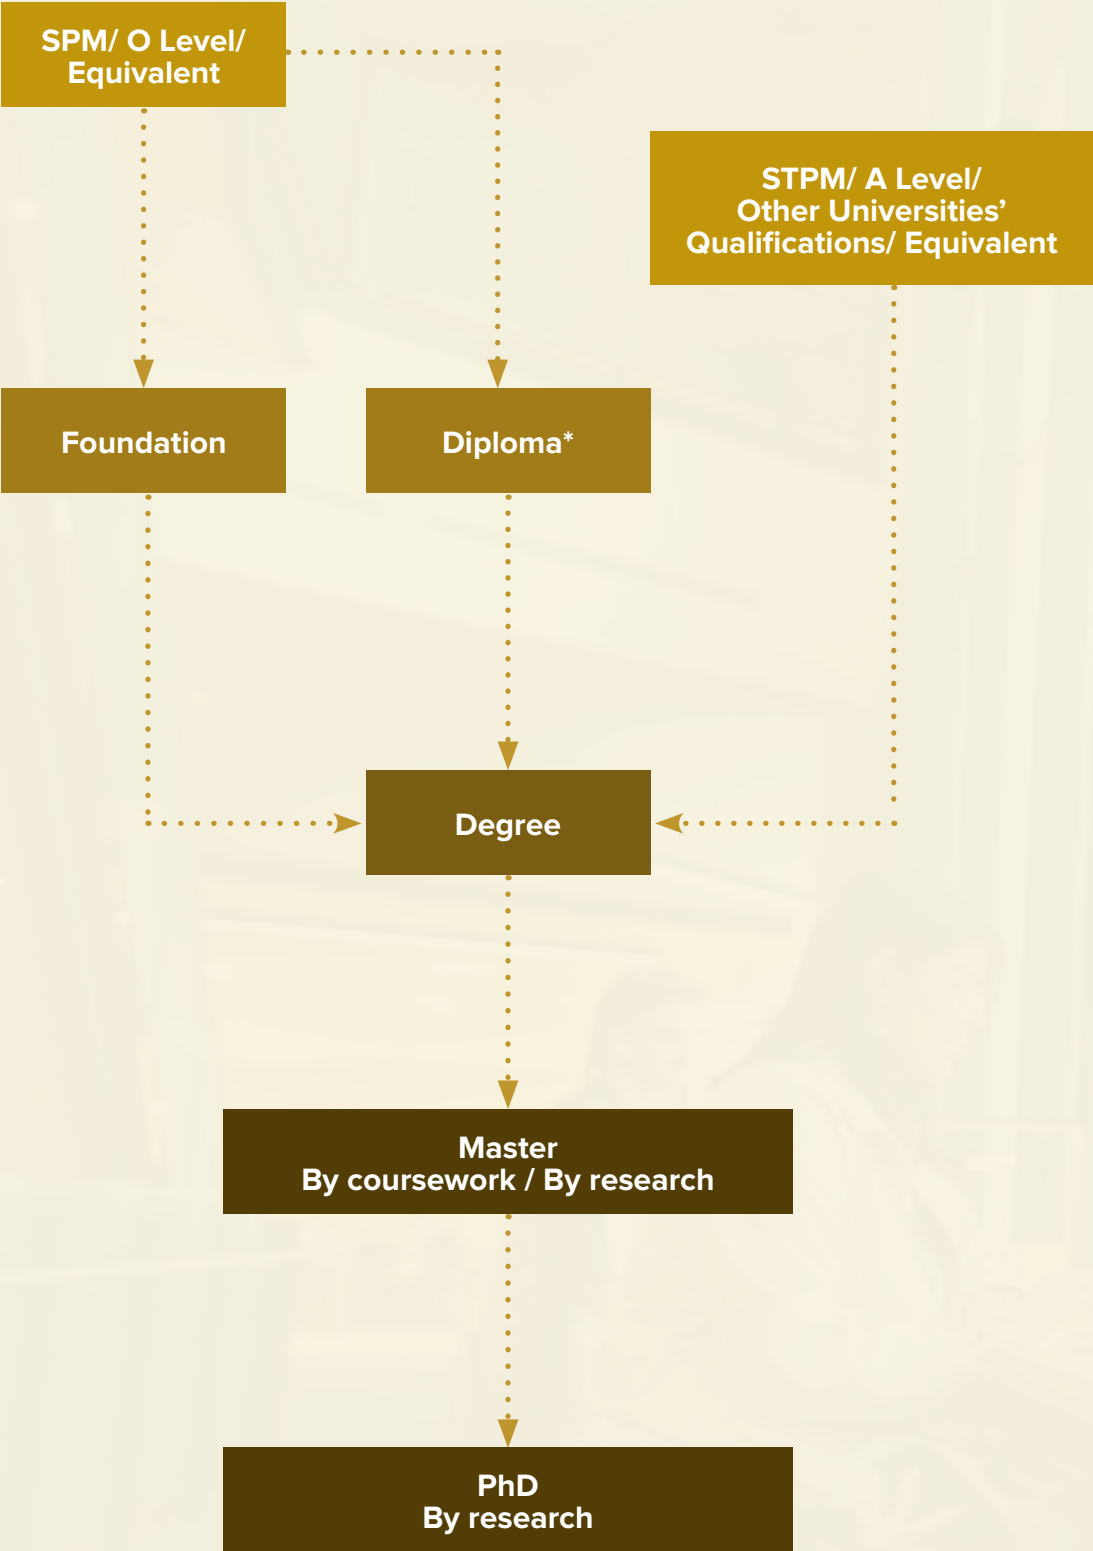 SPM/ O Level/
Equivalent
STPM/ A Level/
Other Universities’
Qualifications/ Equivalent
Foundation
Diploma*
Degree
Master
By coursework / By research
PhD
By research